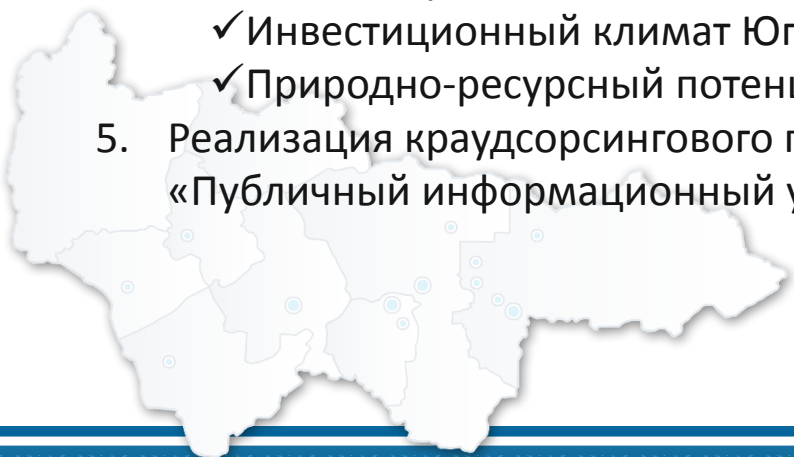 ✓Инвестиционный климат
✓Природно-ресурсный
5. Реализация краудсорсингового
«Публичный информационный